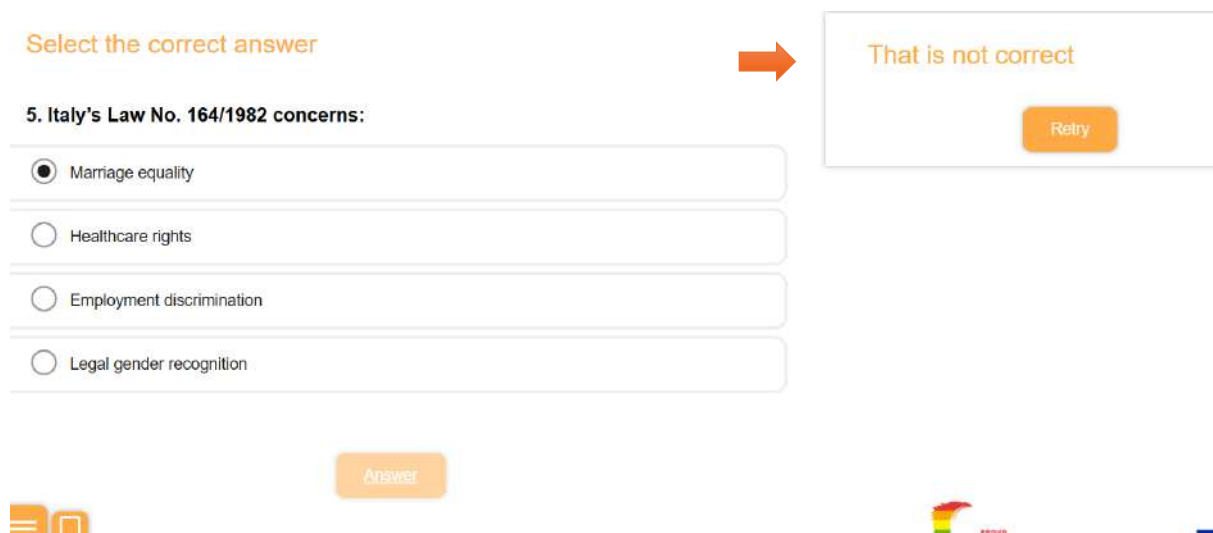 Select the correct answer
That is not correct
5. Italy's Law No. 164/1982 concerns:
Retry
Marriage equality
Healthcare rights
Employment discrimination
Legal gender recognition
Answer